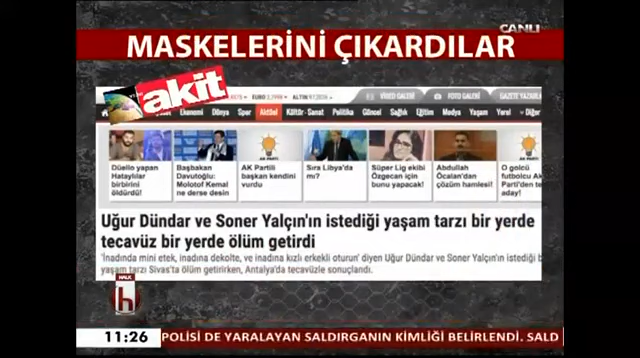 CANLI
MASKELERİNİ ÇIKARDILAR
akit
EURO ALTIN VİDEO GALERİ FOTO GALERİ GAZETE YAZARLARI
Ekonomi Dünya Spor Aktüel Kültür - Sanat Politika Güncel Sağlık Eğitim Medya Yaşam Yerel Diğer
Düello yapan Hataylılar birbirini öldürdü!
Başbakan Davutoğlu: Molotof Kemal ne derse desin
AK Partili başkan kendini vurdu
Sıra Libya'da mı?
Süper Lig ekibi Özgecan için bunu yapacak!
Abdullah Öcalan'dan çözüm hamlesi!
O golcü futbolcu AK Parti'den aday!
Uğur Dündar ve Soner Yalçın'ın istediği yaşam tarzı bir yerde
tecavüz bir yerde ölüm getirdi
'İnadında mini etek, inadına dekolte, ve inadına kızlı erkekli oturun' diyen Uğur Dündar ve Soner Yalçın'ın istediği
yaşam tarzı Sivas'ta ölüm getirirken, Antalya'da tecavüzle sonuçlandı.
HALK
h
11:26 POLİSİ DE YARALAYAN SALDIRGANIN KİMLİĞİ BELİRLENDİ. SALD